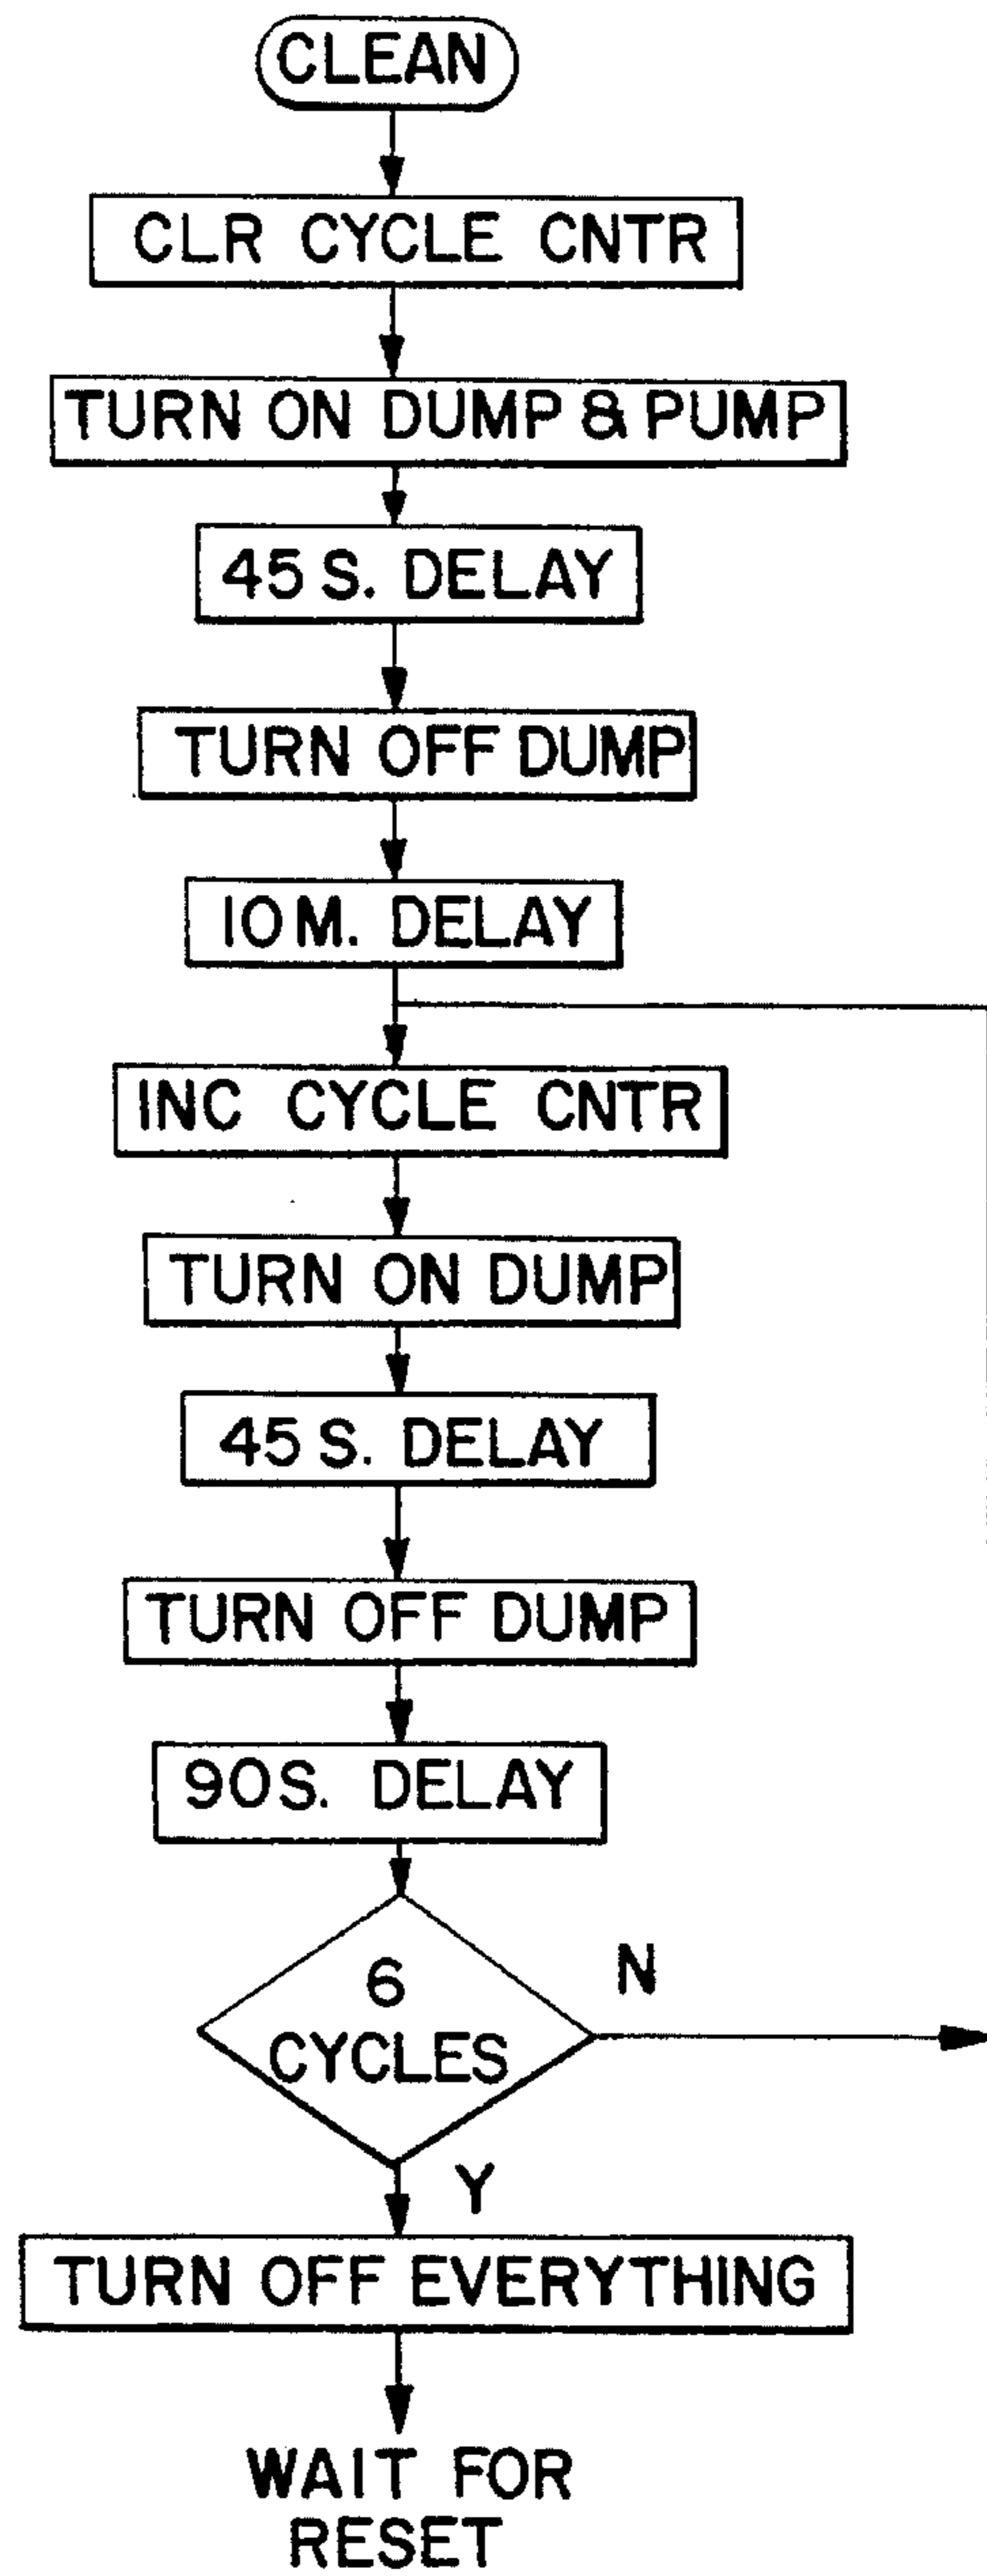 CLEAN
CLR CYCLE CNTR
TURN ON DUMP & PUMP
45 S. DELAY
TURN OFF DUMP
10 M. DELAY
INC CYCLE CNTR
TURN ON DUMP
45 S. DELAY
TURN OFF DUMP
90 S. DELAY
6
CYCLES
N
Y
TURN OFF EVERYTHING
WAIT FOR
RESET